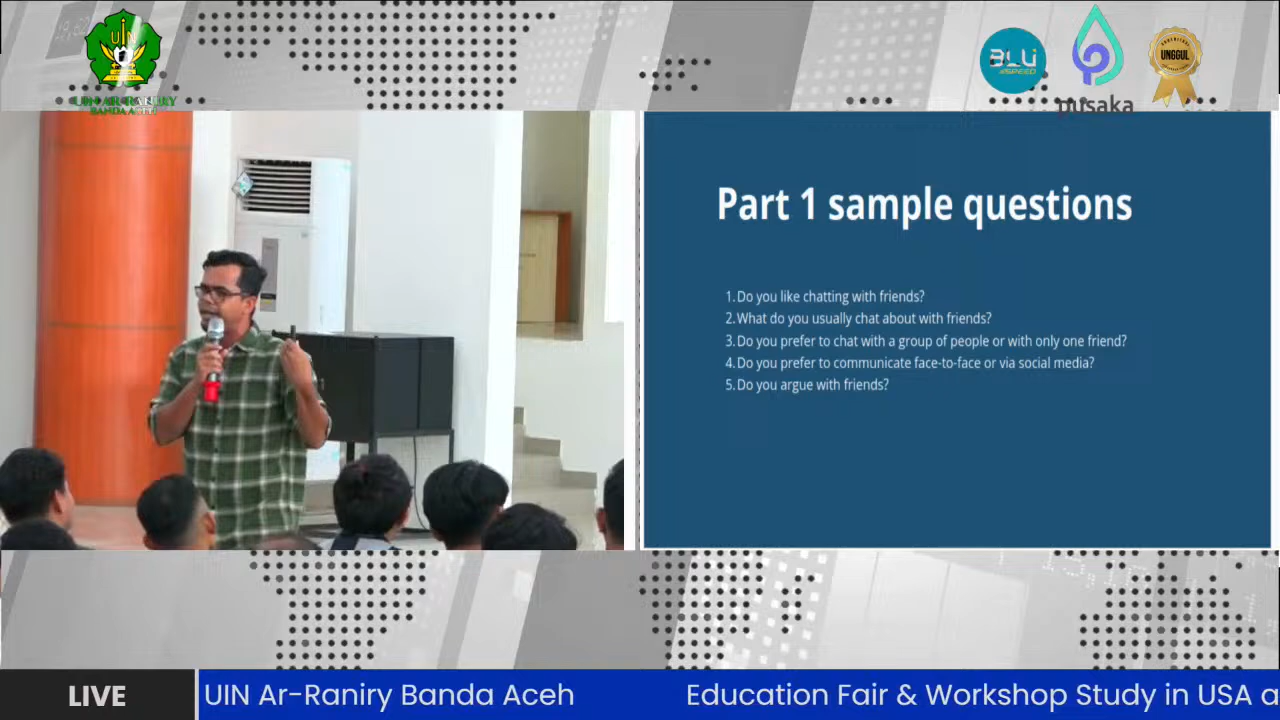 UIN
UIN AR-RANIRY
BANDA ACEH
BLU
SPEED
pusaka
UNGGUL
Part 1 sample questions
1.Do you like chatting with friends?
2.What do you usually chat about with friends?
3.Do you prefer to chat with a group of people or with only one friend?
4.Do you prefer to communicate face-to-face or via social media?
5.Do you argue with friends?
LIVE
UIN Ar-Raniry Banda Aceh
Education Fair & Workshop Study in USA a